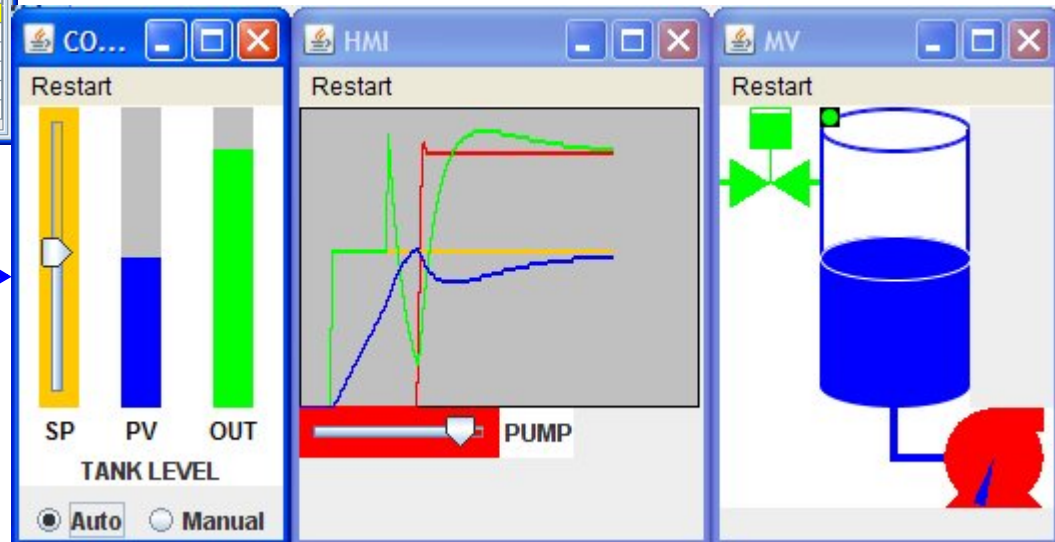 CO...
Restart
SP PV OUT
TANK LEVEL
Auto Manual
HMI
Restart
PUMP
MV
Restart